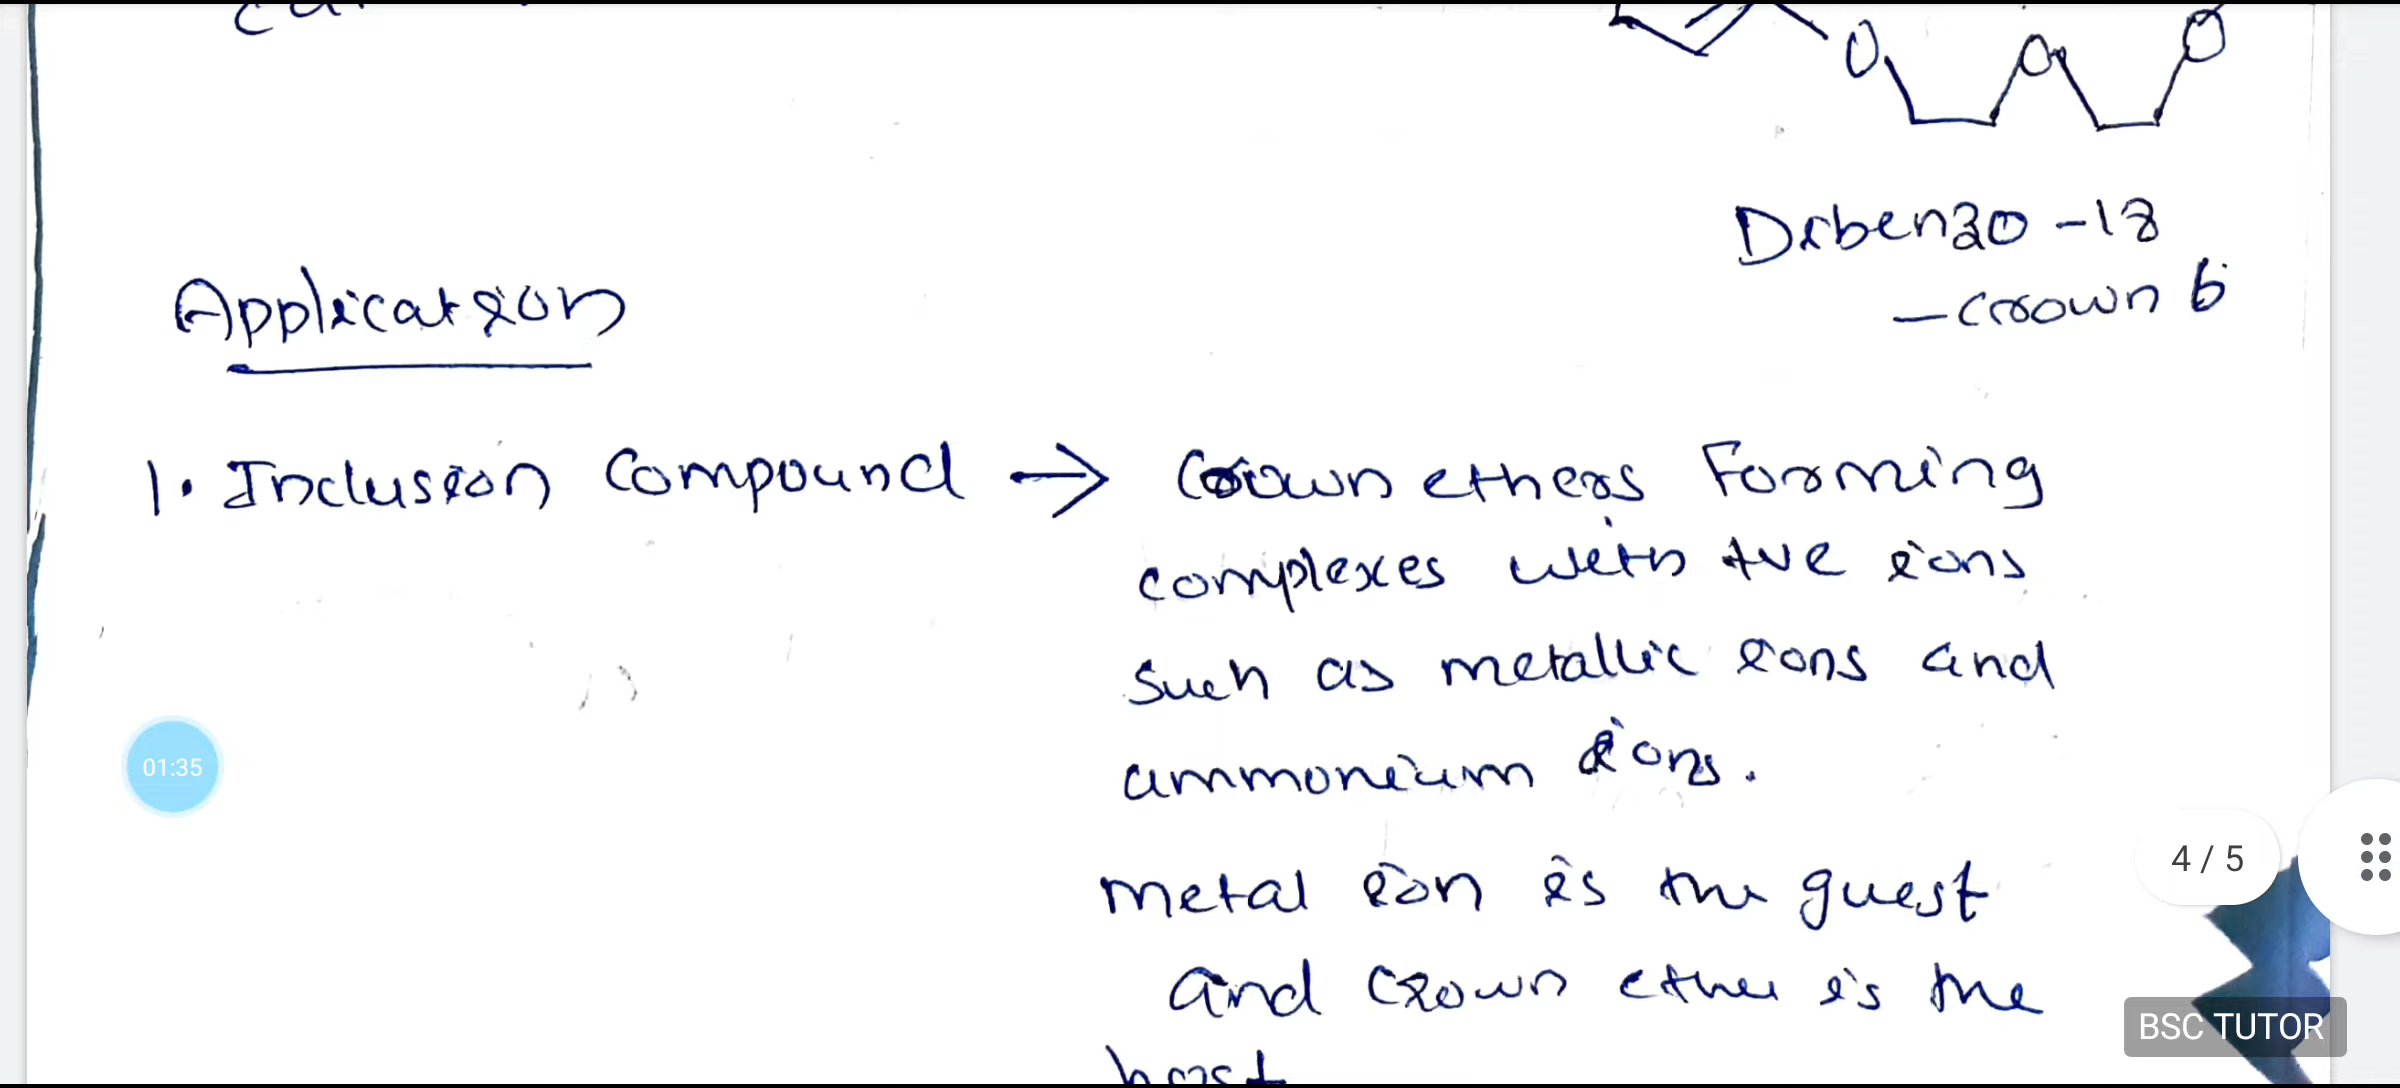 O O O
Dibenzo -18
- crown 6
Application
1. Inclusion Compound → Crown ethers Forming
complexes with +ve ions
such as metallic ions and
ammonium ions.
01:35
metal ion is the guest
4 / 5
and Crown ether is the
host
BSC TUTOR